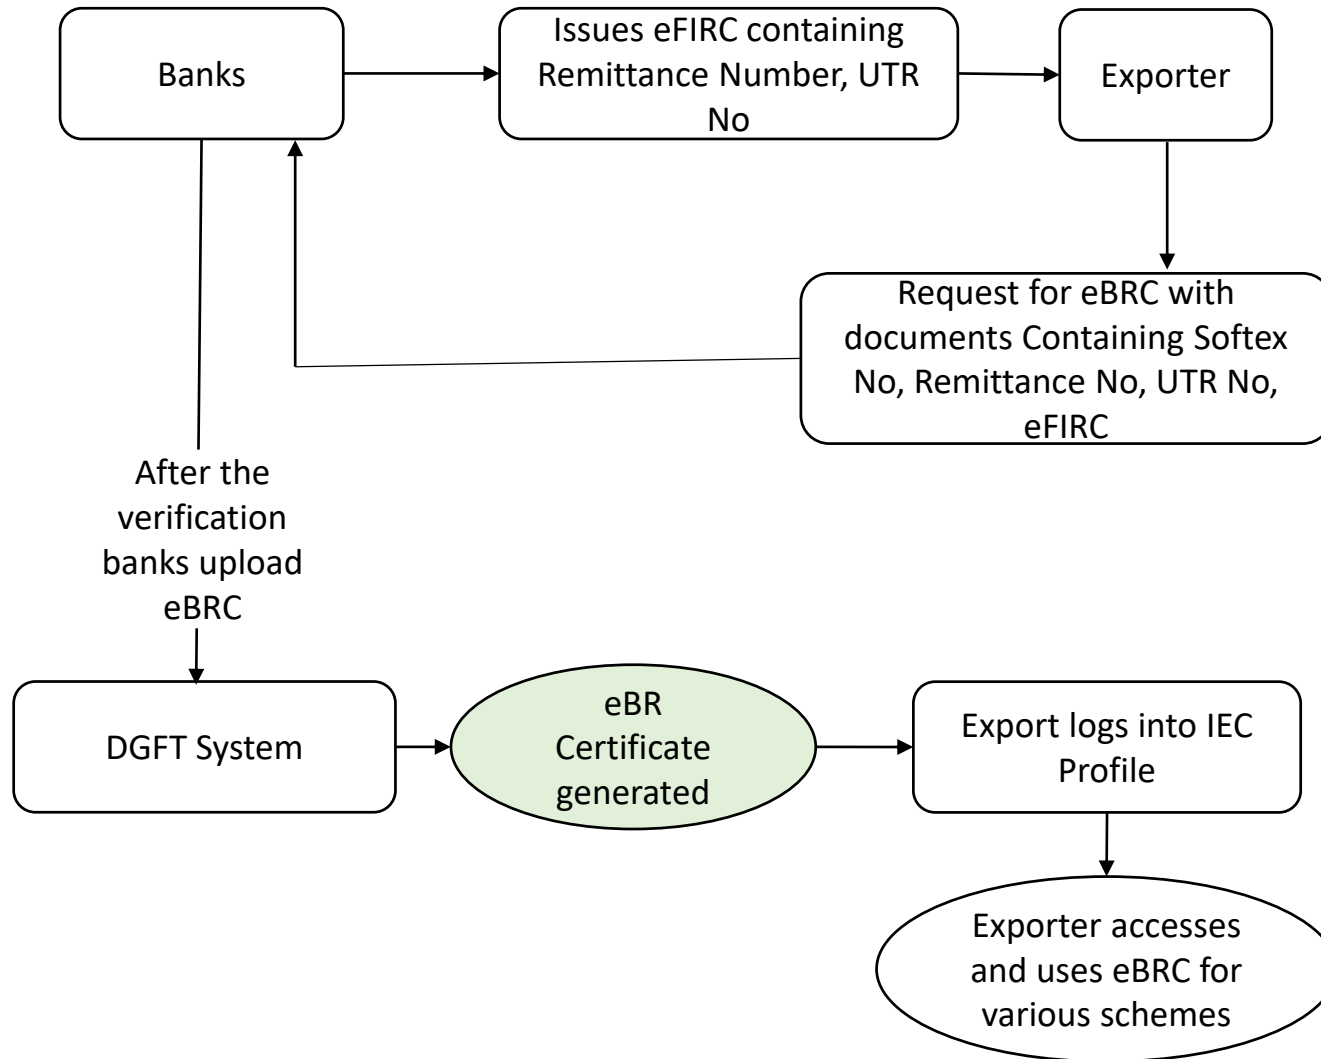 Banks
Issues eFIRC containing
Remittance Number, UTR
No
Exporter
Request for eBRC with
documents Containing Softex
No, Remittance No, UTR No,
eFIRC
After the
verification
banks upload
eBRC
DGFT System
eBR
Certificate
generated
Export logs into IEC
Profile
Exporter accesses
and uses eBRC for
various schemes